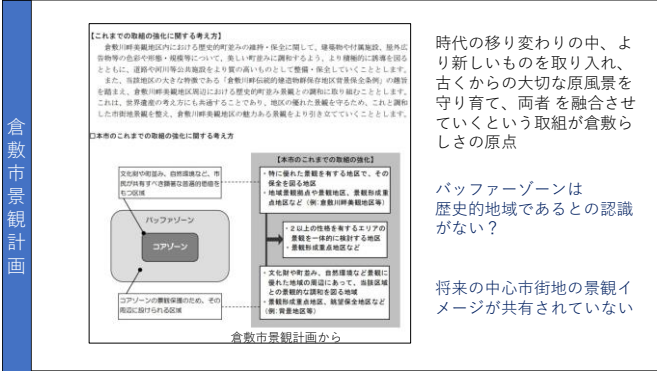 倉敷市景観計画
【これまでの取組の強化に関する考え方】
倉敷川畔美観地区内における歴史的町並みの維持・保全に関して、建築物や付属施設、屋外広
告物等の色彩や形態・規模等について、美しい町並みに調和するよう、より積極的に誘導を図る
とともに、道路や河川等公共施設をより質の高いものとして整備・保全していくこととします。
また、当該地区の大きな特徴である「倉敷川畔伝統的建造物群保存地区背景保全条例」の趣旨
を踏まえ、倉敷川畔美観地区周辺における歴史的町並み景観との調和に取り組むこととします。
これは、世界遺産の考え方にも共通することであり、地区の優れた景観を守るため、これと調和
した市街地景観を整え、倉敷川畔美観地区の魅力ある景観をより引き立てていくこととします。
□本市のこれまでの取組の強化に関する考え方
文化財や町並み、自然環境など、市
民が共有すべき顕著な普遍的価値を
もつ区域
バッファゾーン
コアゾーン
コアゾーンの景観保護のため、その
周辺に設けられる区域
【本市のこれまでの取組の強化】
・特に優れた景観を有する地区で、その
保全を図る地区
・地域景観拠点や景観地区、景観形成重
点地区など（例：倉敷川畔美観地区等）
・２以上の性格を有するエリアの
景観を一体的に検討する地区
・景観形成重点地区など
・文化財や町並み、自然環境など景観に
優れた地域の周辺にあって、当該区域
との景観的な調和を図る地域
・景観形成重点地区、眺望保全地区など
（例：背景地区等）
倉敷市景観計画から
時代の移り変わりの中、よ
り新しいものを取り入れ、
古くからの大切な原風景を
守り育て、両者 を融合させ
ていくという取組が倉敷ら
しさの原点
バッファーゾーンは
歴史的地域であるとの認識
がない？
将来の中心市街地の景観イ
メージが共有されていない